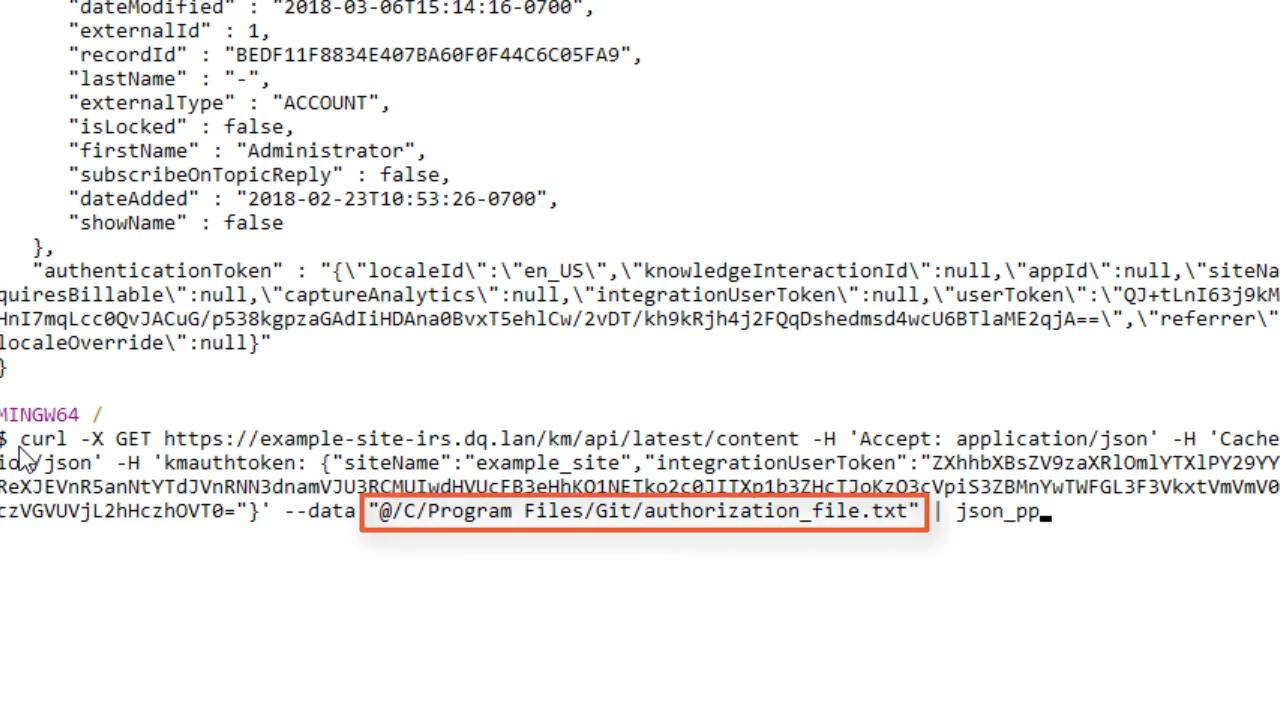 "dateModified" : "2018-03-06T15:14:16-0700",
"externalId" : 1,
"recordId" : "BEDF11F8834E407BA60F0F44C6C05FA9",
"lastName" : "-",
"externalType" : "ACCOUNT",
"isLocked" : false,
"firstName" : "Administrator",
"subscribeOnTopicReply" : false,
"dateAdded" : "2018-02-23T10:53:26-0700",
"showName" : false
},
"authenticationToken" : "{\"localeId\":\"en_US\",\"knowledgeInteractionId\":null,\"appId\":null,\"siteNa
quiresBillable\":null,\"captureAnalytics\":null,\"integrationUserToken\":null,\"userToken\":\"QJ+tLnI63j9kM
HnI7mqLcc0QvJACuG/p538kgpzaGAdIiHDAna0BvxT5ehlCw/2vDT/kh9kRjh4j2FQqDshedmsd4wcU6BTlaME2qjA==\",\"referrer\"
localeOverride\":null}"
}
MINGW64 /
$ curl -X GET https://example-site-irs.dq.lan/km/api/latest/content -H 'Accept: application/json' -H 'Cache
/json' -H 'kmauthtoken: {"siteName":"example_site","integrationUserToken":"ZXhhbXBsZV9zaXRlOmlYTXlPY29YY
czVGVUVjL2hHczhOVT0="}' --data "@/C/Program Files/Git/authorization_file.txt" | json_pp